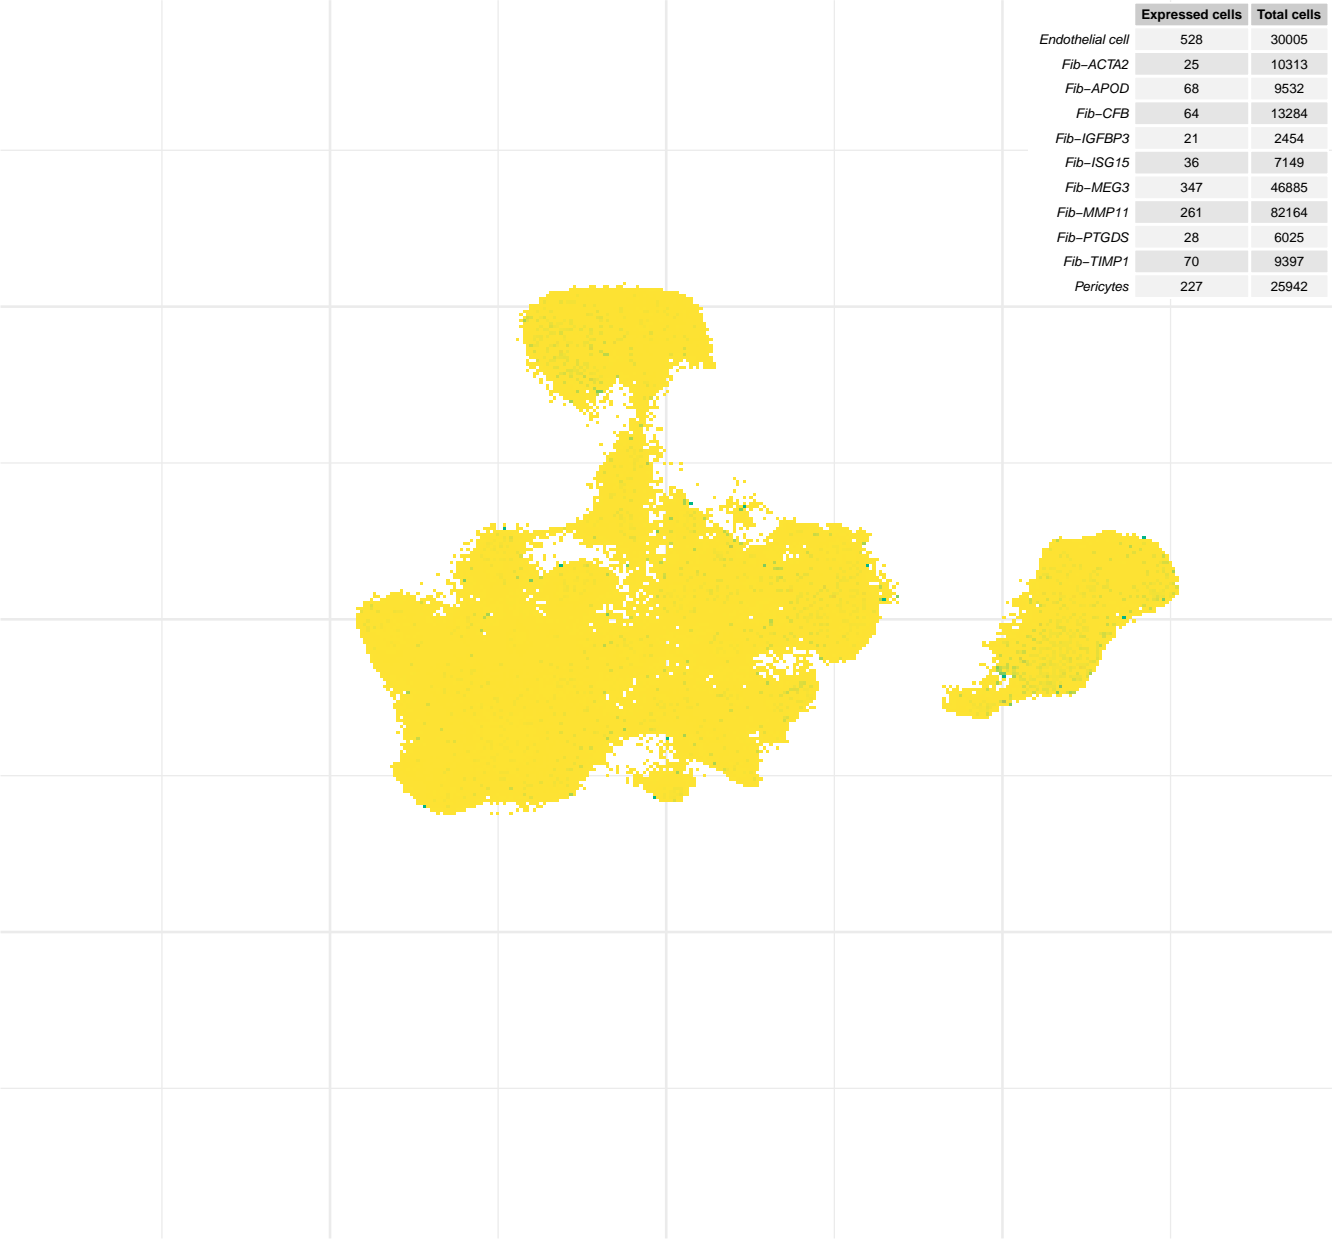 Expressed cells Total cells
Endothelial cell 528 30005
Fib−ACTA2 25 10313
Fib−APOD 68 9532
Fib−CFB 64 13284
Fib−IGFBP3 21 2454
Fib−ISG15 36 7149
Fib−MEG3 347 46885
Fib−MMP11 261 82164
Fib−PTGDS 28 6025
Fib−TIMP1 70 9397
Pericytes 227 25942